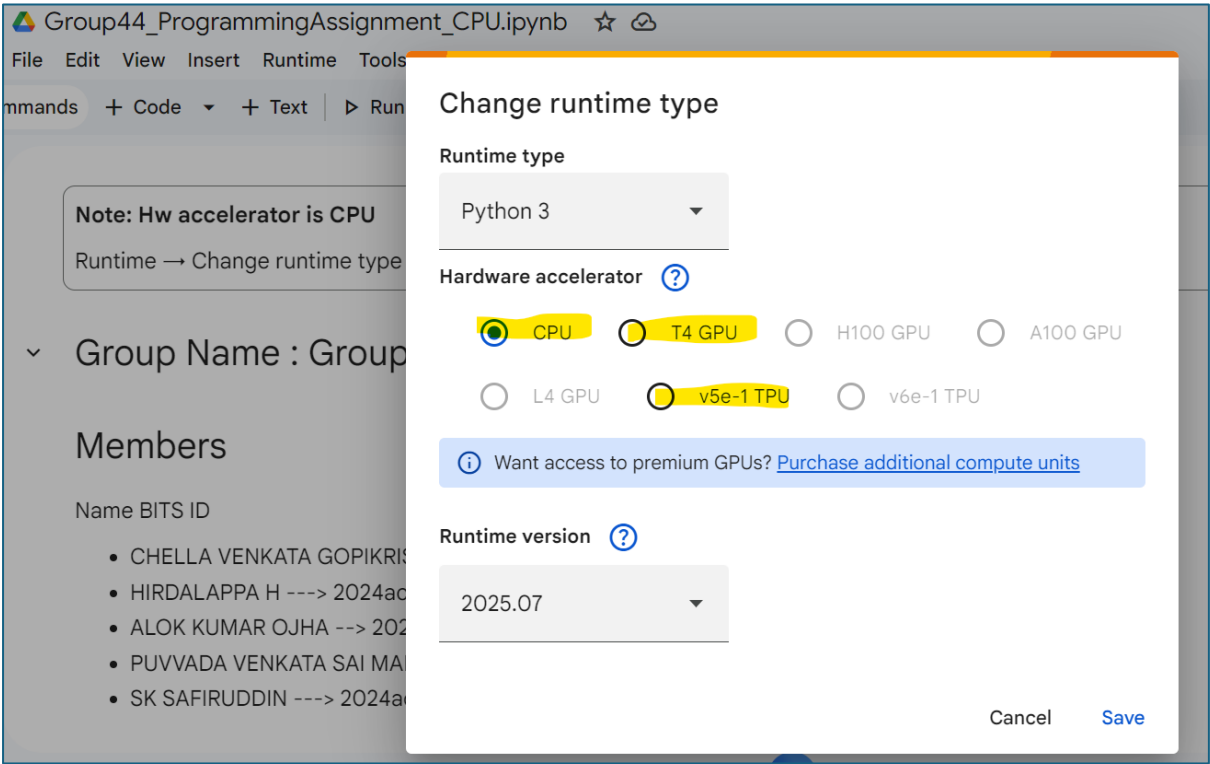 Group44_ProgrammingAssignment_CPU.ipynb
File Edit View Insert Runtime Tools
mmands + Code + Text Run
Note: Hw accelerator is CPU
Runtime → Change runtime type
Group Name : Group
Members
Name BITS ID
CHELLA VENKATA GOPIKRIS
HIRDALAPPA H ---> 2024ac
ALOK KUMAR OJHA --> 202
PUVVADA VENKATA SAI MA
SK SAFIRUDDIN ---> 2024a
Change runtime type
Runtime type
Python 3
Hardware accelerator ?
CPU T4 GPU H100 GPU A100 GPU
L4 GPU v5e-1 TPU v6e-1 TPU
Want access to premium GPUs? Purchase additional compute units
Runtime version ?
2025.07
Cancel Save